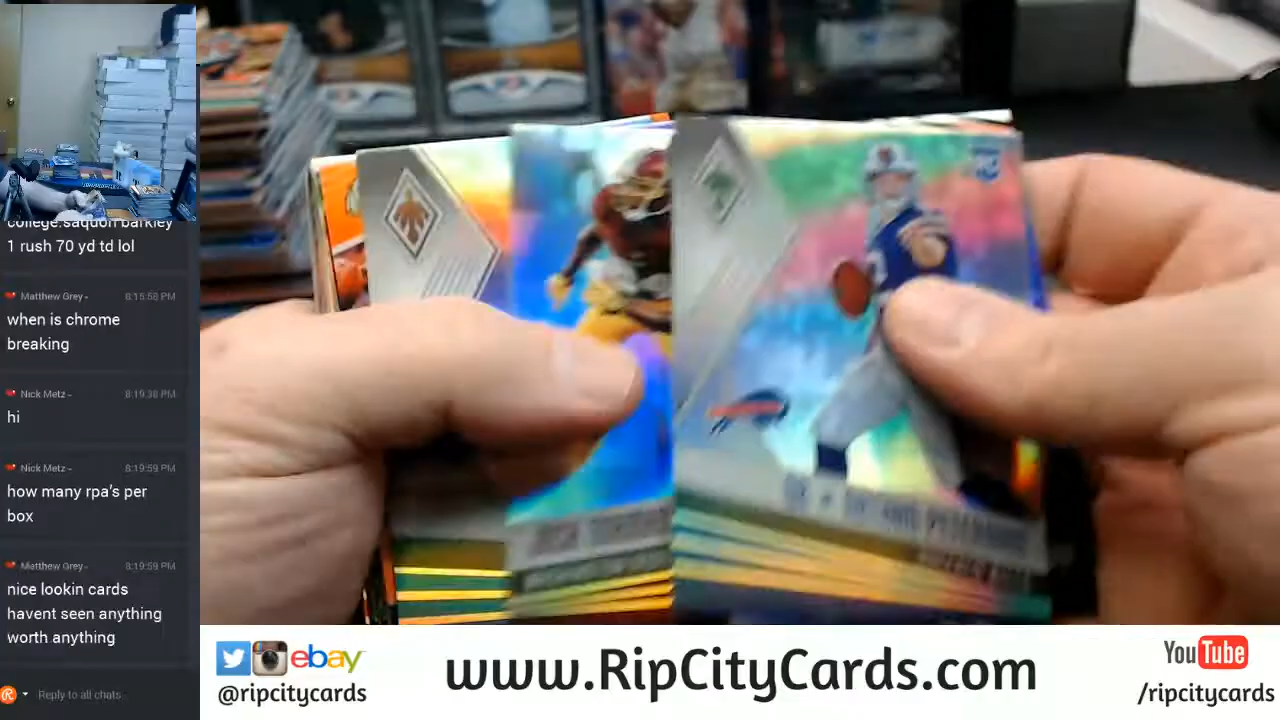 college.saquon barkley
1 rush 70 yd td lol
Matthew Grey - 8:15:58 PM
when is chrome
breaking
Nick Metz - 8:19:38 PM
hi
Nick Metz - 8:19:59 PM
how many rpa's per
box
Matthew Grey - 8:19:59 PM
nice lookin cards
havent seen anything
worth anything
Reply to all chats
ebay
@ripcitycards
www.RipCityCards.com
YouTube
/ripcitycards